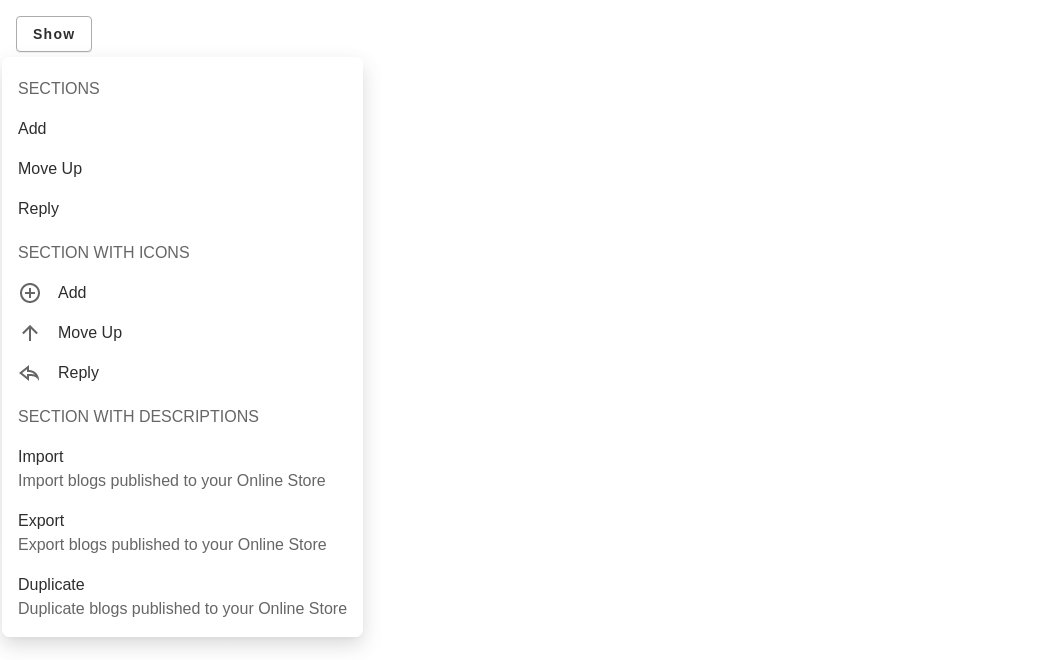 Show
SECTIONS
Add
Move Up
Reply
SECTION WITH ICONS
Add
Move Up
Reply
SECTION WITH DESCRIPTIONS
Import
Import blogs published to your Online Store
Export
Export blogs published to your Online Store
Duplicate
Duplicate blogs published to your Online Store